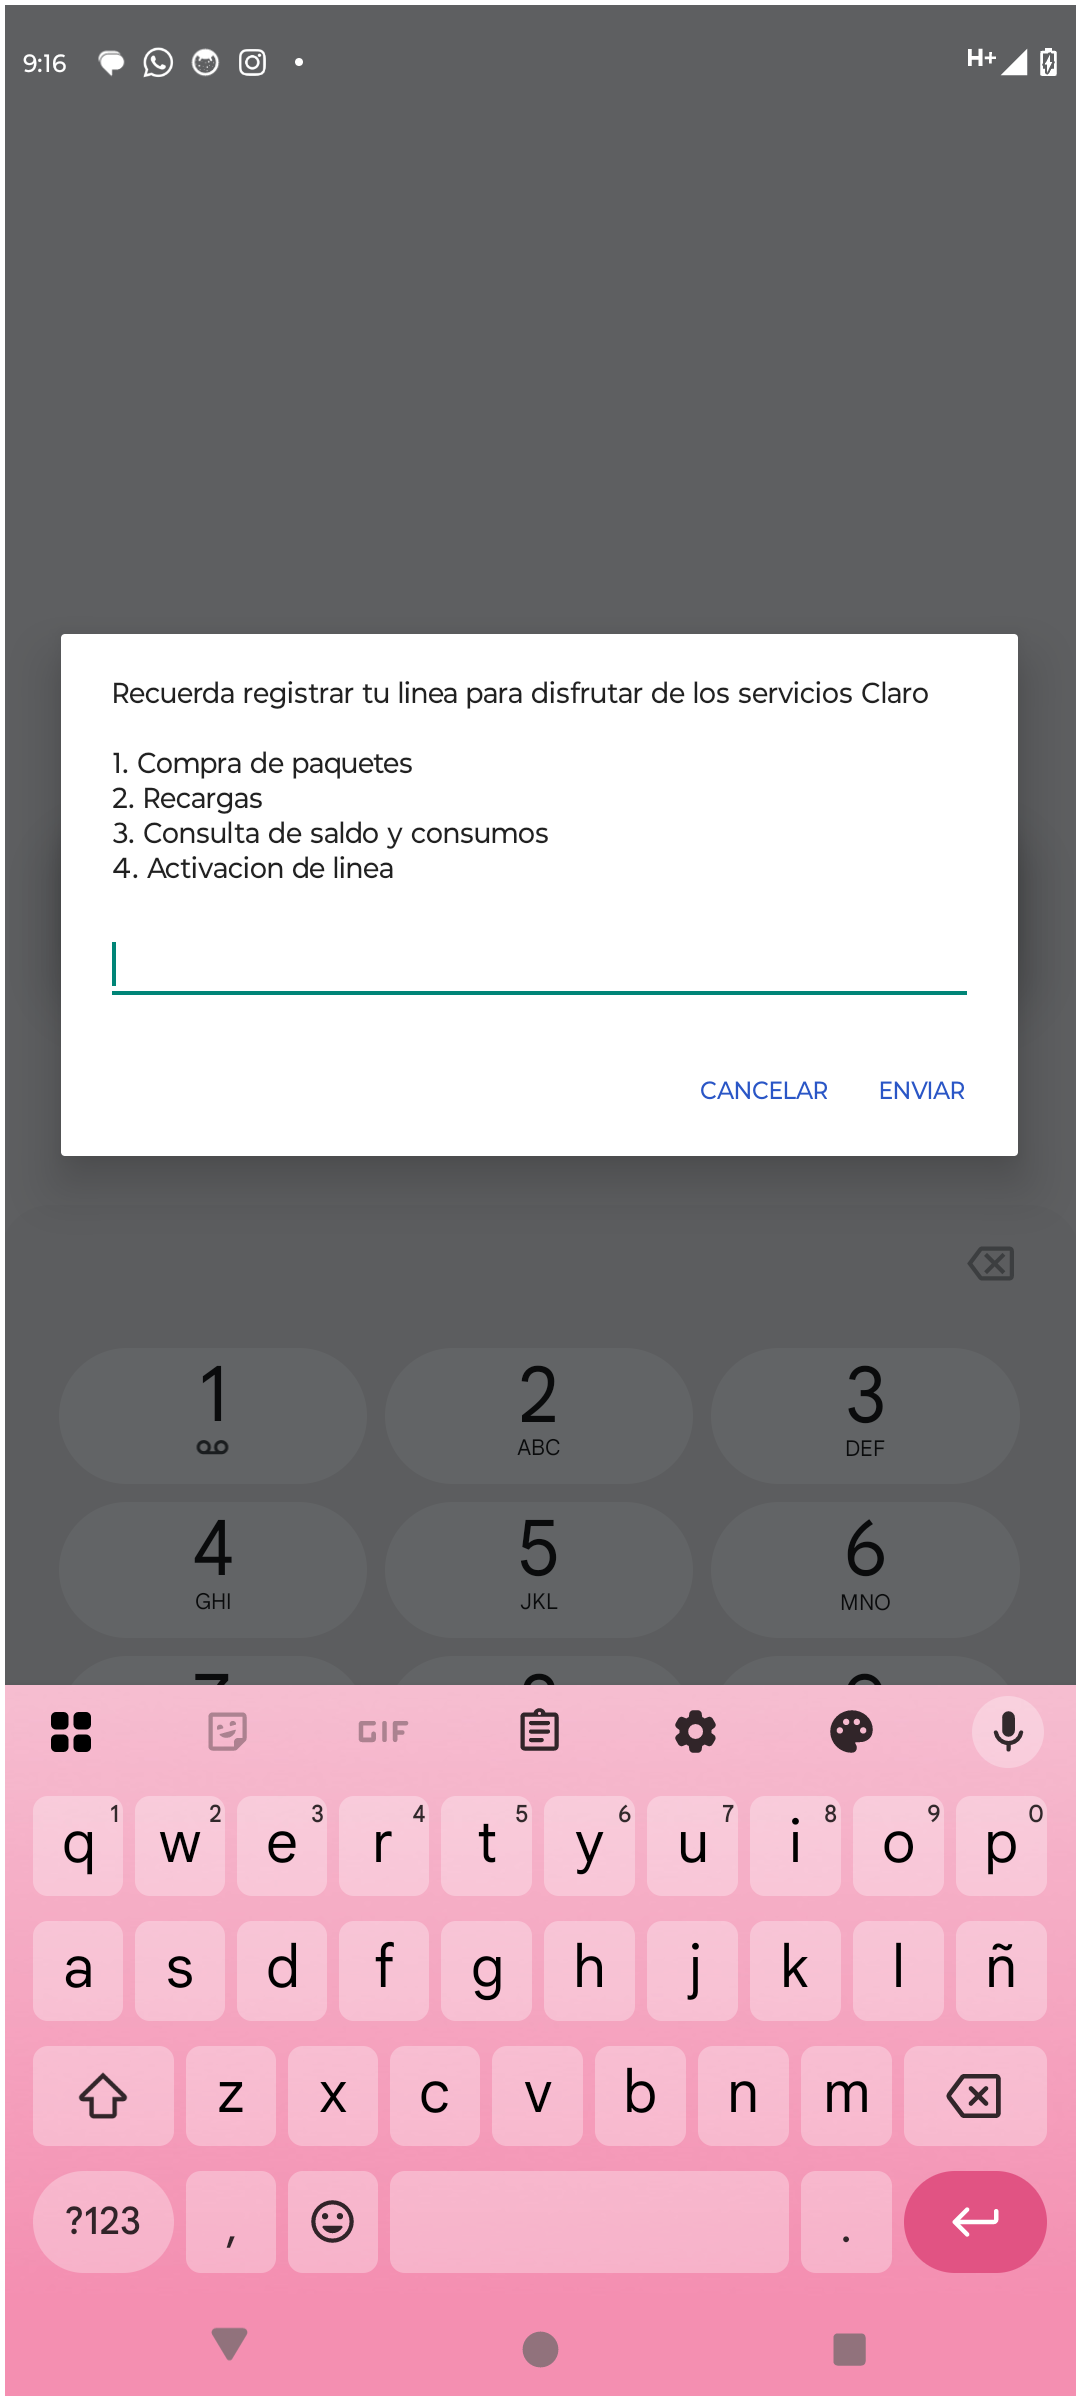 9:16
H+
Recuerda registrar tu linea para disfrutar de los servicios Claro
1. Compra de paquetes
2. Recargas
3. Consulta de saldo y consumos
4. Activacion de linea
CANCELAR ENVIAR
1 2 3
ABC DEF
4 5 6
GHI JKL MNO
GIF
1 2 3 4 5 6 7 8 9 0
q w e r t y u i o p
a s d f g h j k l ñ
z x c v b n m
?123 , .